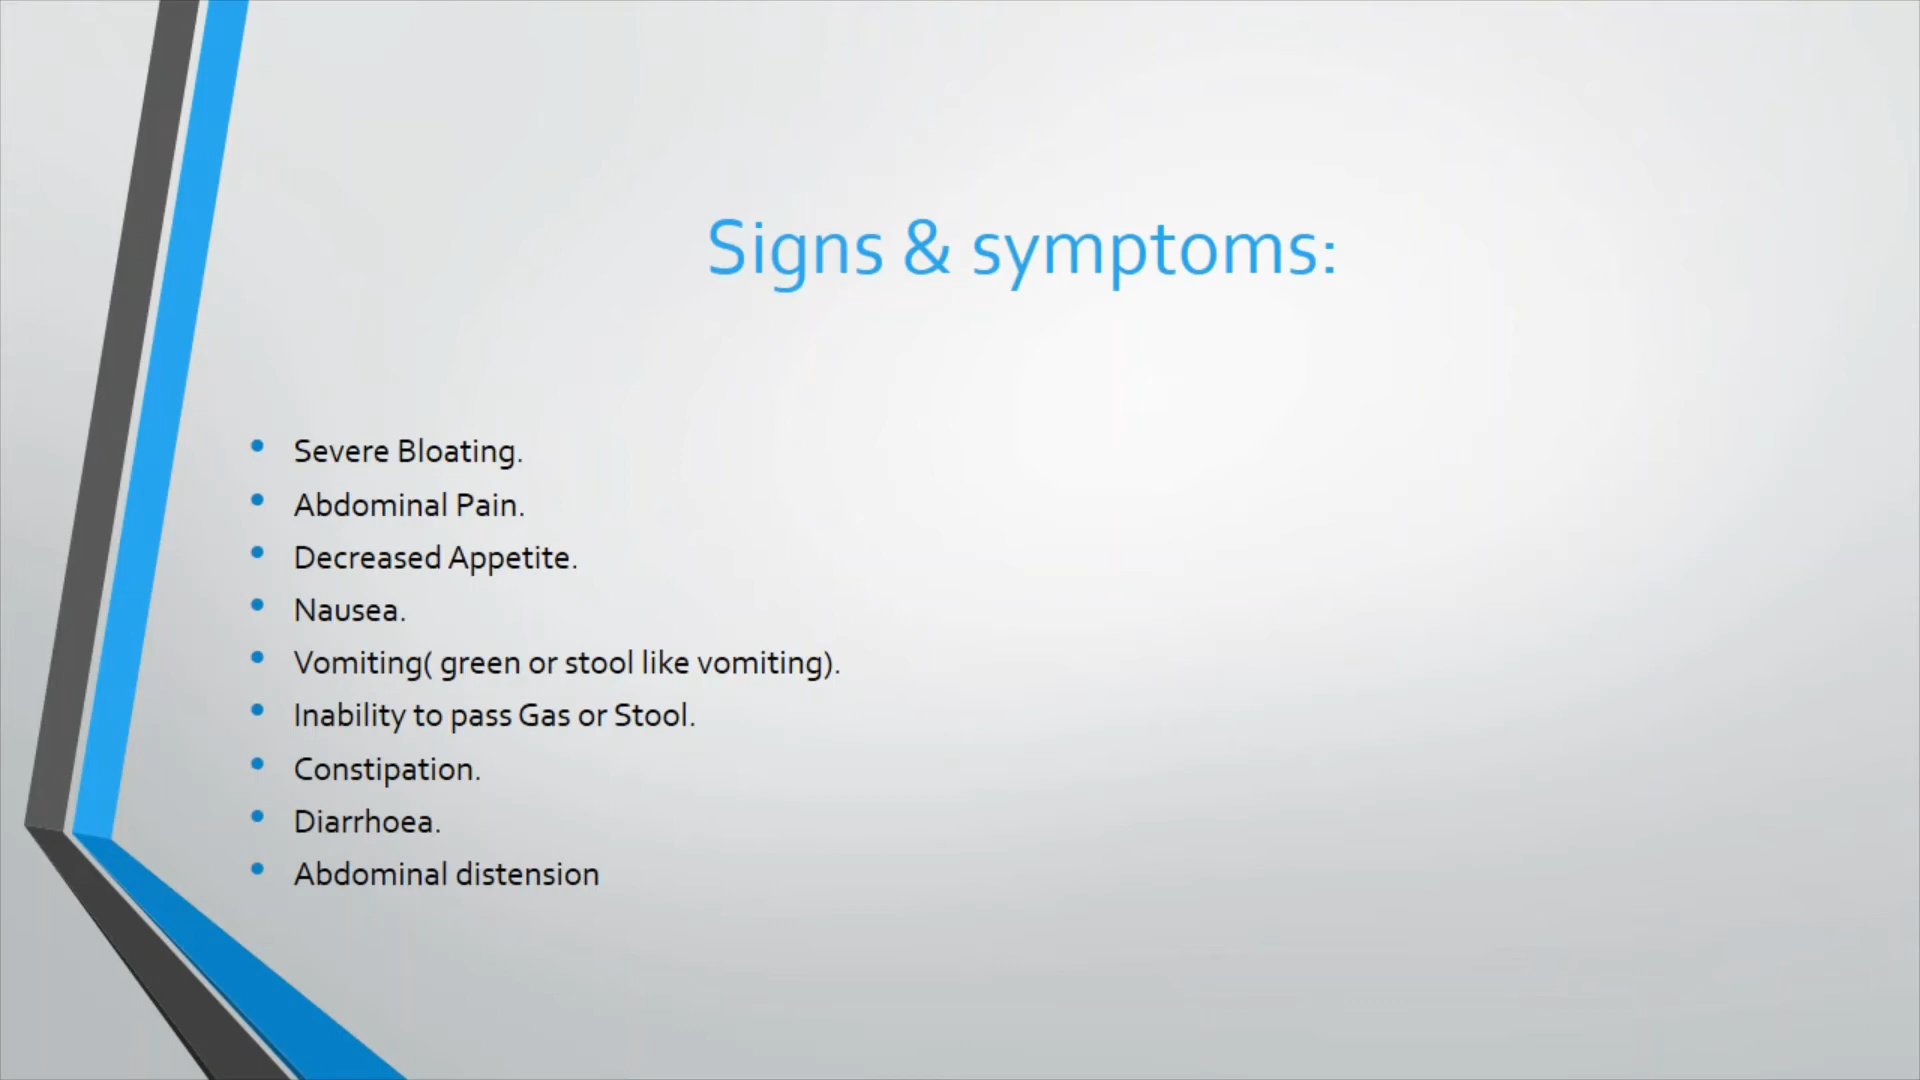 Signs & symptoms:
Severe Bloating.
Abdominal Pain.
Decreased Appetite.
Nausea.
Vomiting( green or stool like vomiting).
Inability to pass Gas or Stool.
Constipation.
Diarrhoea.
Abdominal distension